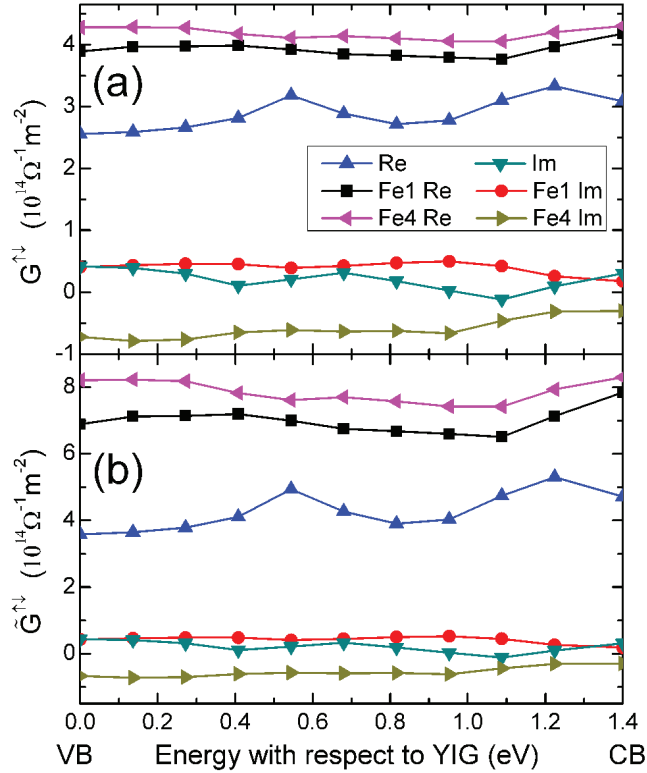 4
3
2
1
0
-1
G↑↓ (10¹⁴Ω⁻¹m⁻²)
(a)
Re Im
Fe1 Re Fe1 Im
Fe4 Re Fe4 Im
8
6
4
2
0
G̃↑↓ (10¹⁴Ω⁻¹m⁻²)
(b)
0.0 0.2 0.4 0.6 0.8 1.0 1.2 1.4
VB Energy with respect to YIG (eV) CB